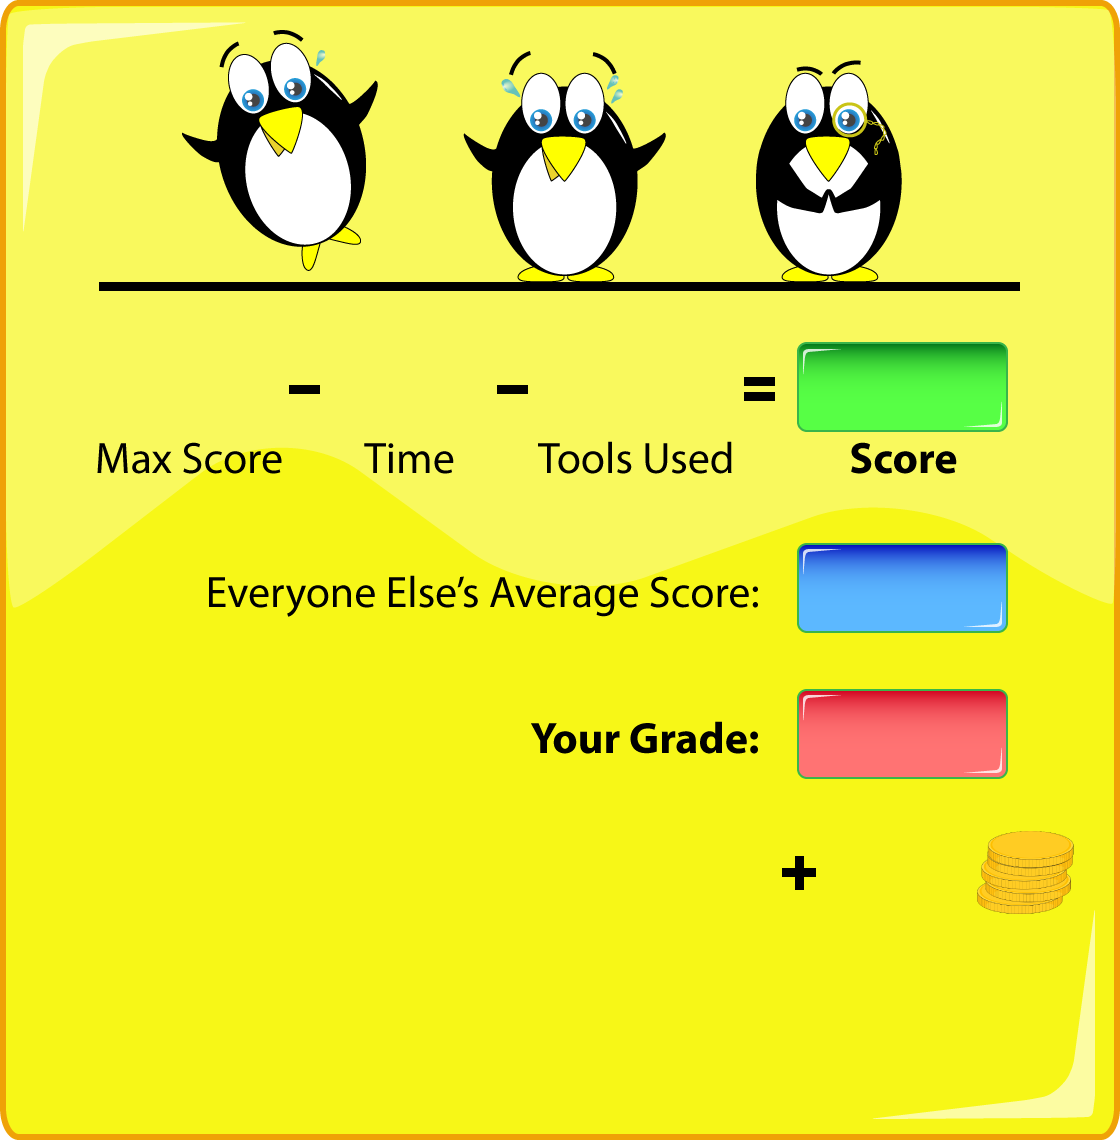 - - =
Max Score Time Tools Used Score
Everyone Else’s Average Score:
Your Grade:
+